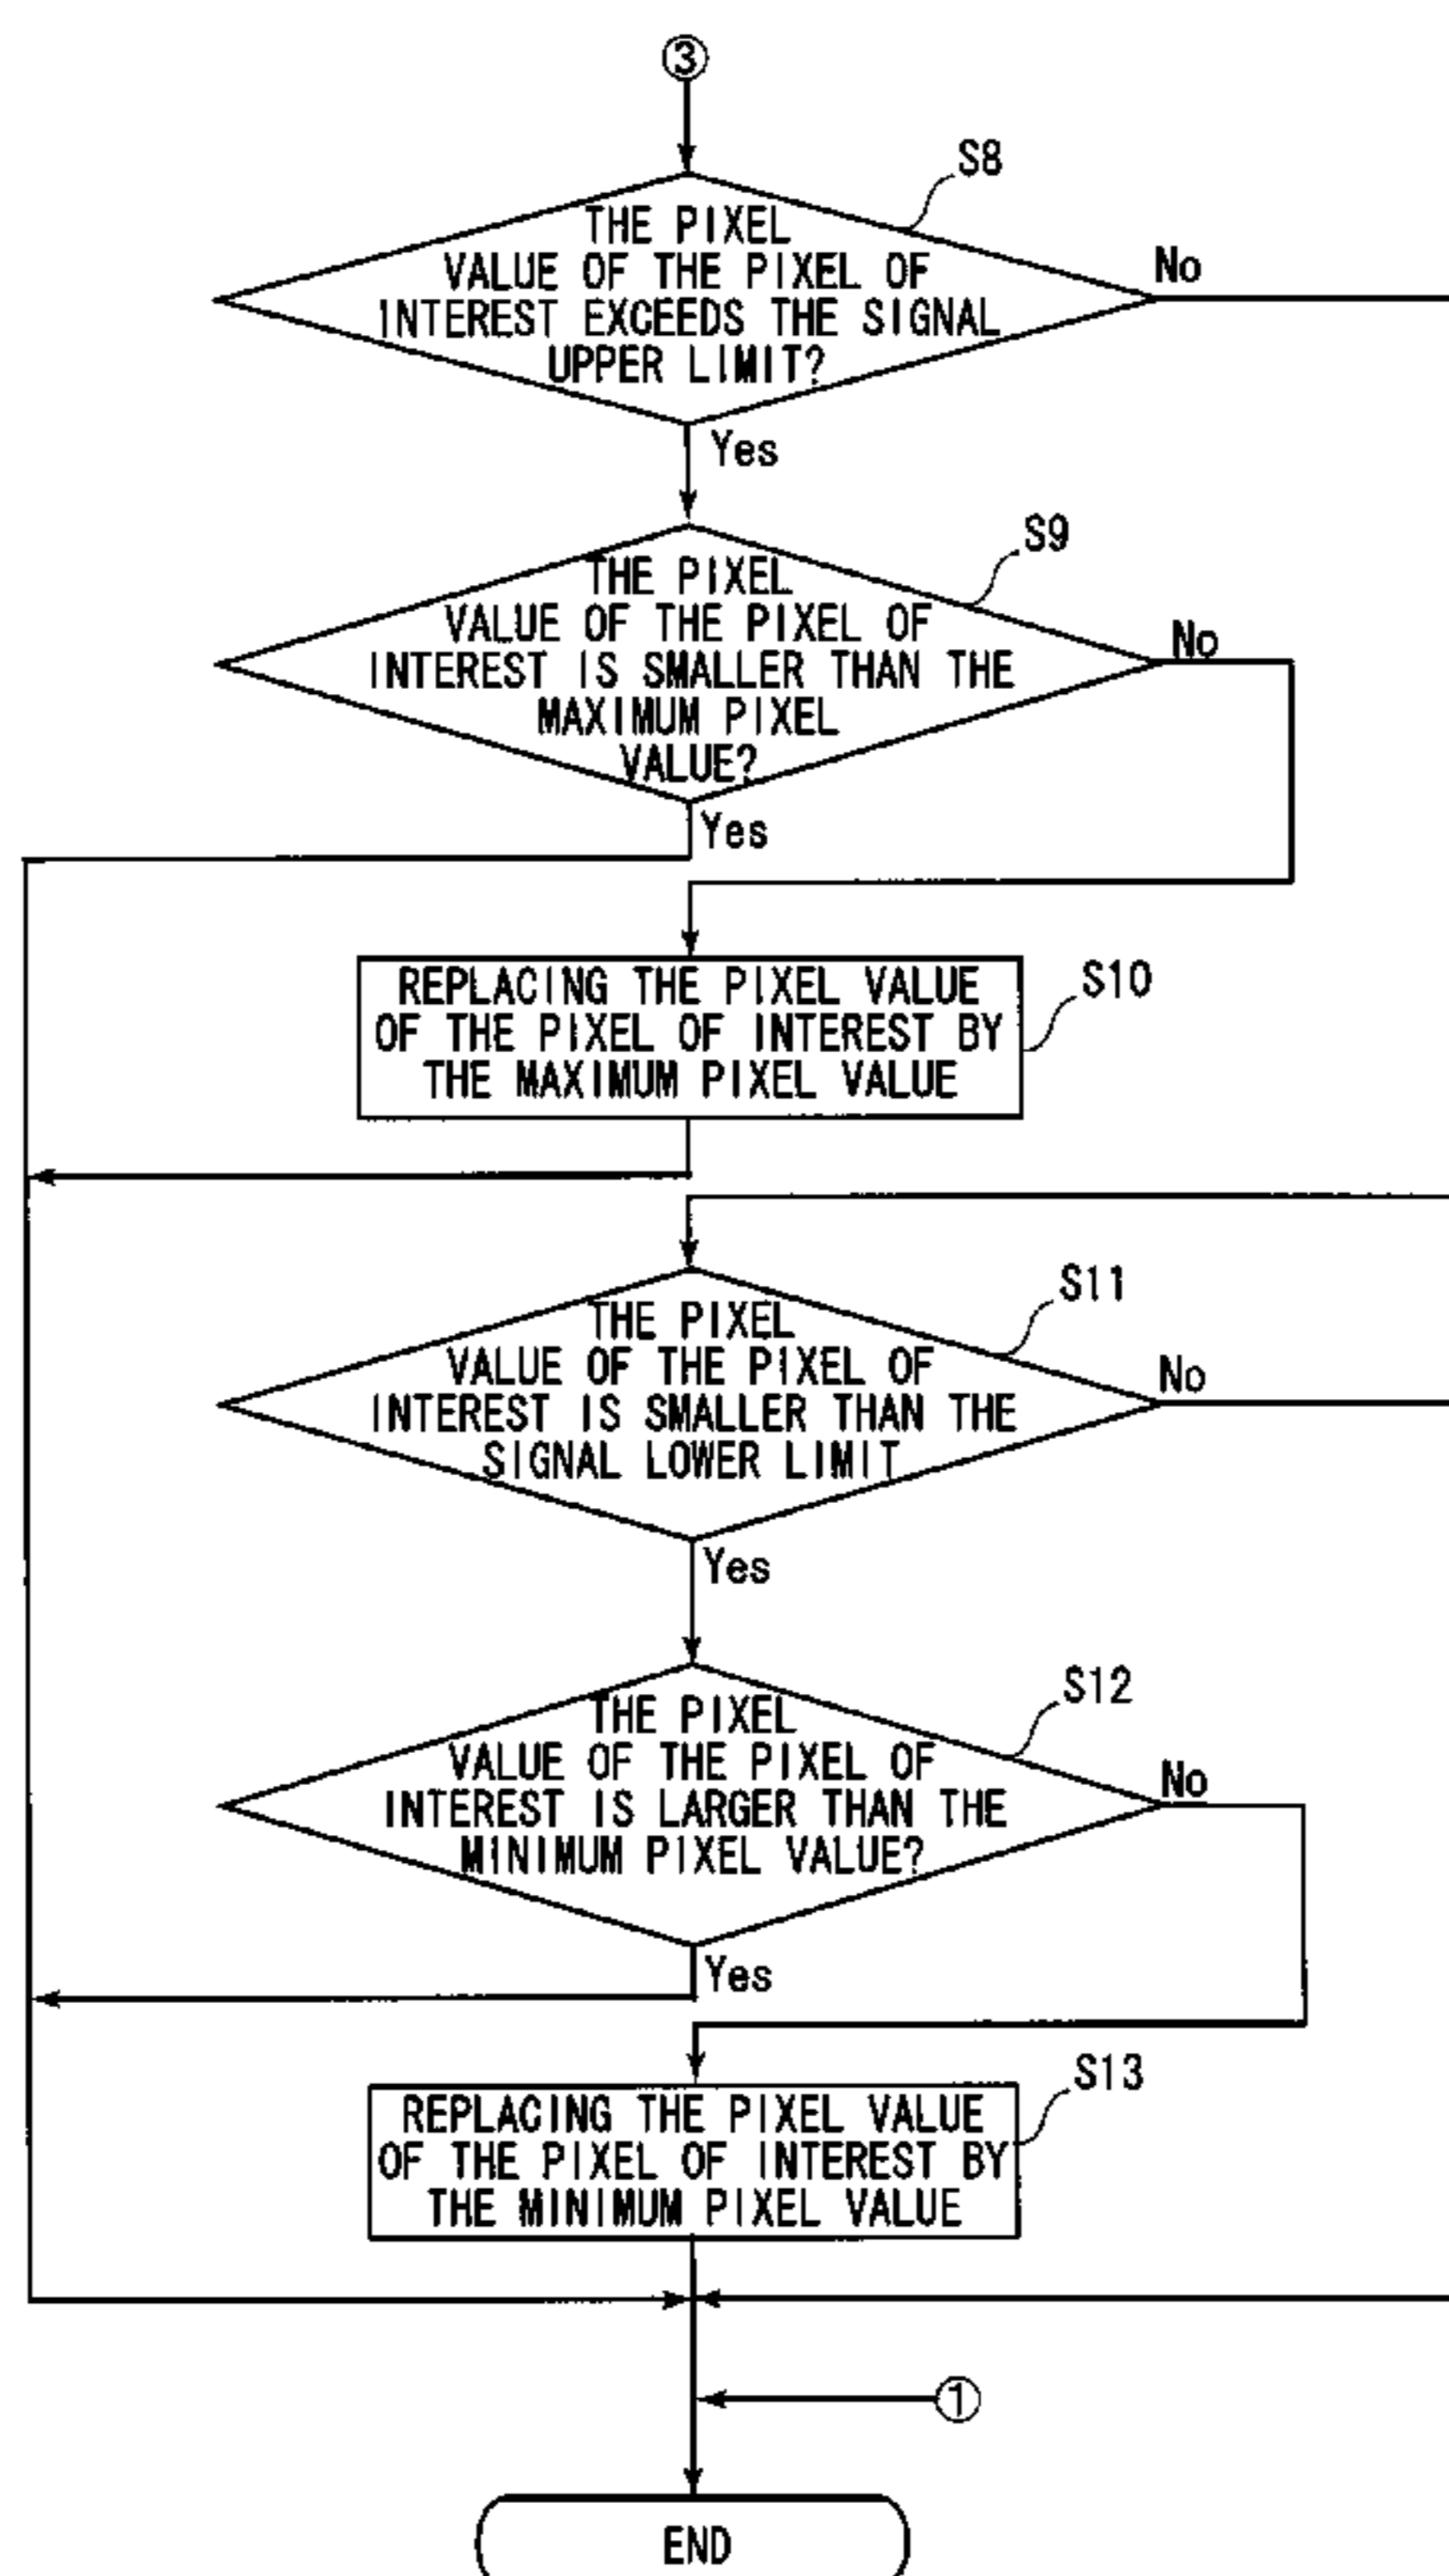 ③
S8
THE PIXEL
VALUE OF THE PIXEL OF
INTEREST EXCEEDS THE SIGNAL
UPPER LIMIT?
No
Yes
S9
THE PIXEL
VALUE OF THE PIXEL OF
INTEREST IS SMALLER THAN THE
MAXIMUM PIXEL
VALUE?
No
Yes
REPLACING THE PIXEL VALUE
OF THE PIXEL OF INTEREST BY
THE MAXIMUM PIXEL VALUE
S10
S11
THE PIXEL
VALUE OF THE PIXEL OF
INTEREST IS SMALLER THAN THE
SIGNAL LOWER LIMIT
No
Yes
S12
THE PIXEL
VALUE OF THE PIXEL OF
INTEREST IS LARGER THAN THE
MINIMUM PIXEL VALUE?
No
Yes
S13
REPLACING THE PIXEL VALUE
OF THE PIXEL OF INTEREST BY
THE MINIMUM PIXEL VALUE
①
END